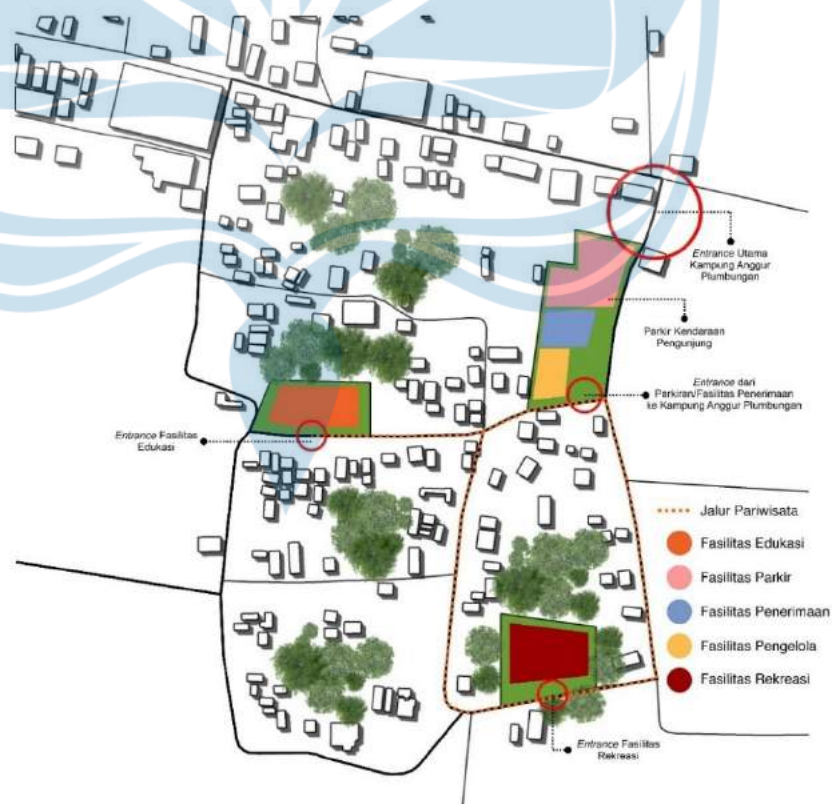 Entrance Utama
Kampung Anggur
Plumbungan
Parkir Kendaraan
Pengunjung
Entrance dari
Parkiran/Fasilitas Penerimaan
ke Kampung Anggur Plumbungan
Entrance Fasilitas
Edukasi
Jalur Pariwisata
Fasilitas Edukasi
Fasilitas Parkir
Fasilitas Penerimaan
Fasilitas Pengelola
Fasilitas Rekreasi
Entrance Fasilitas
Rekreasi